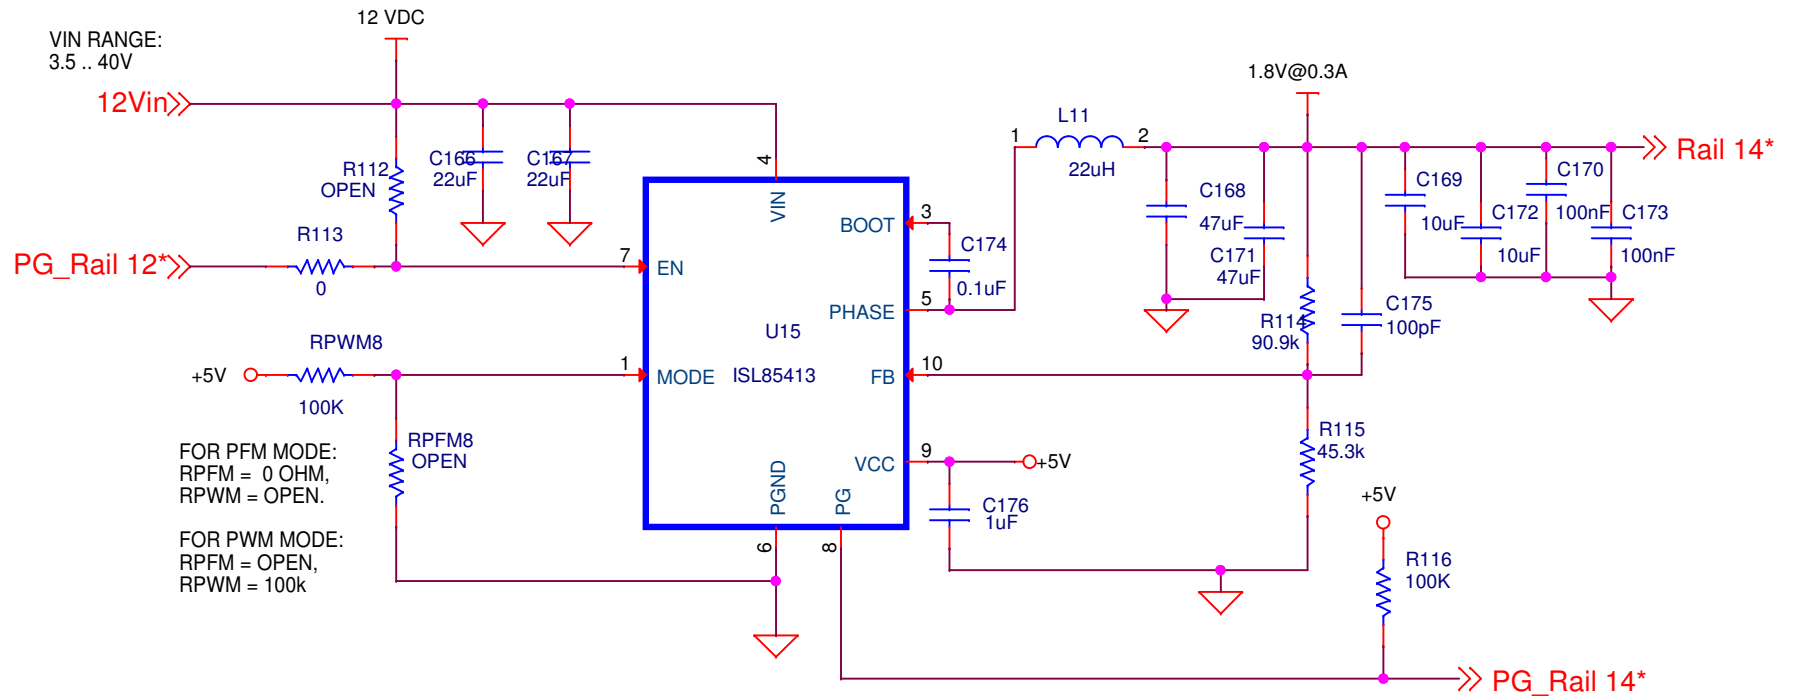 12 VDC
VIN RANGE:
3.5 .. 40V
12Vin
R112
OPEN
C166
22uF
C167
22uF
4
VIN
R113
0
PG_Rail 12*
7
EN
RPWM8
+5V
100K
1
MODE
RPFM8
OPEN
FOR PFM MODE:
RPFM = 0 OHM,
RPWM = OPEN.
FOR PWM MODE:
RPFM = OPEN,
RPWM = 100k
U15
ISL85413
BOOT
3
PHASE
5
FB
10
VCC
9
PGND
6
PG
8
C174
0.1uF
1
L11
2
22uH
1.8V@0.3A
Rail 14*
C168
47uF
C171
47uF
R114
90.9k
C175
100pF
C169
10uF
C172
10uF
C170
100nF
C173
100nF
R115
45.3k
+5V
C176
1uF
+5V
R116
100K
PG_Rail 14*